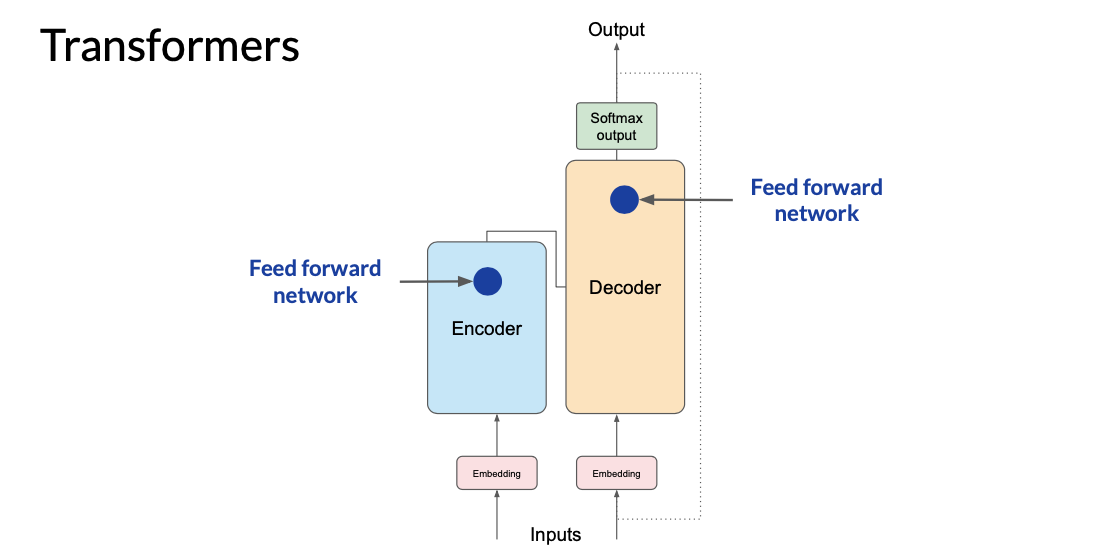 Transformers
Output
Softmax
output
Feed forward
network
Feed forward
network
Decoder
Encoder
Embedding
Embedding
Inputs